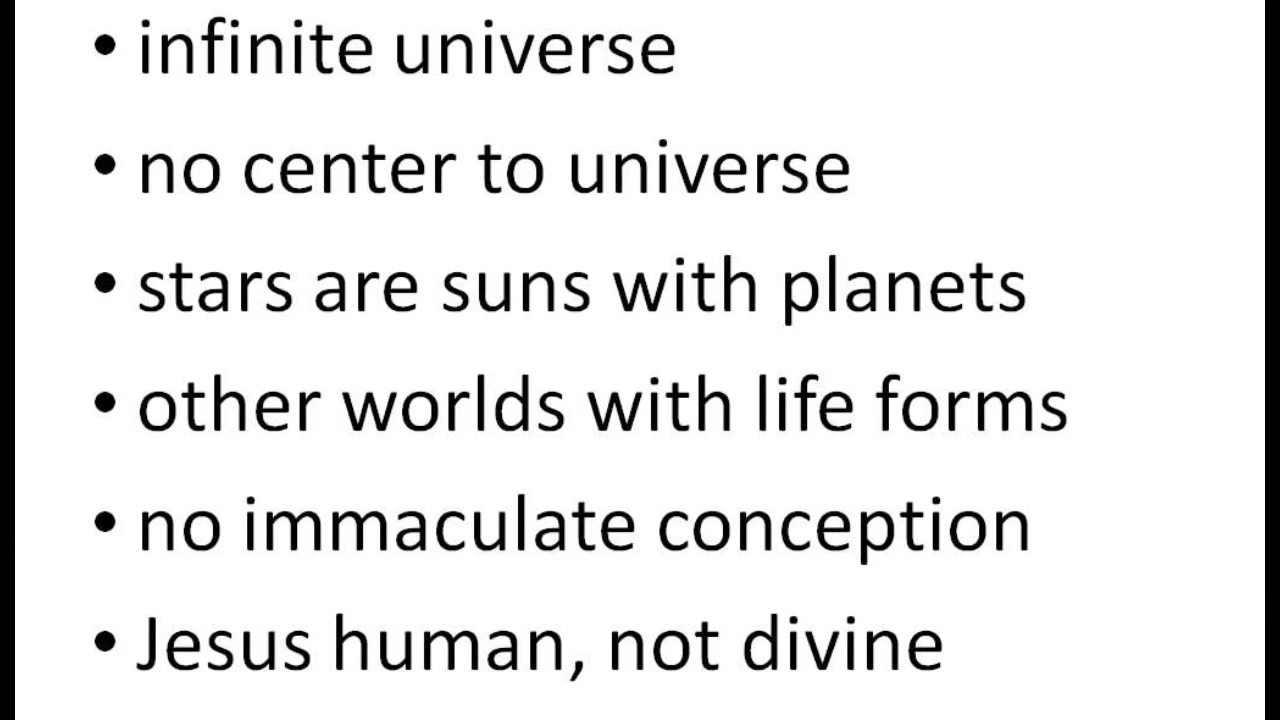 • infinite universe
• no center to universe
• stars are suns with planets
• other worlds with life forms
• no immaculate conception
• Jesus human, not divine